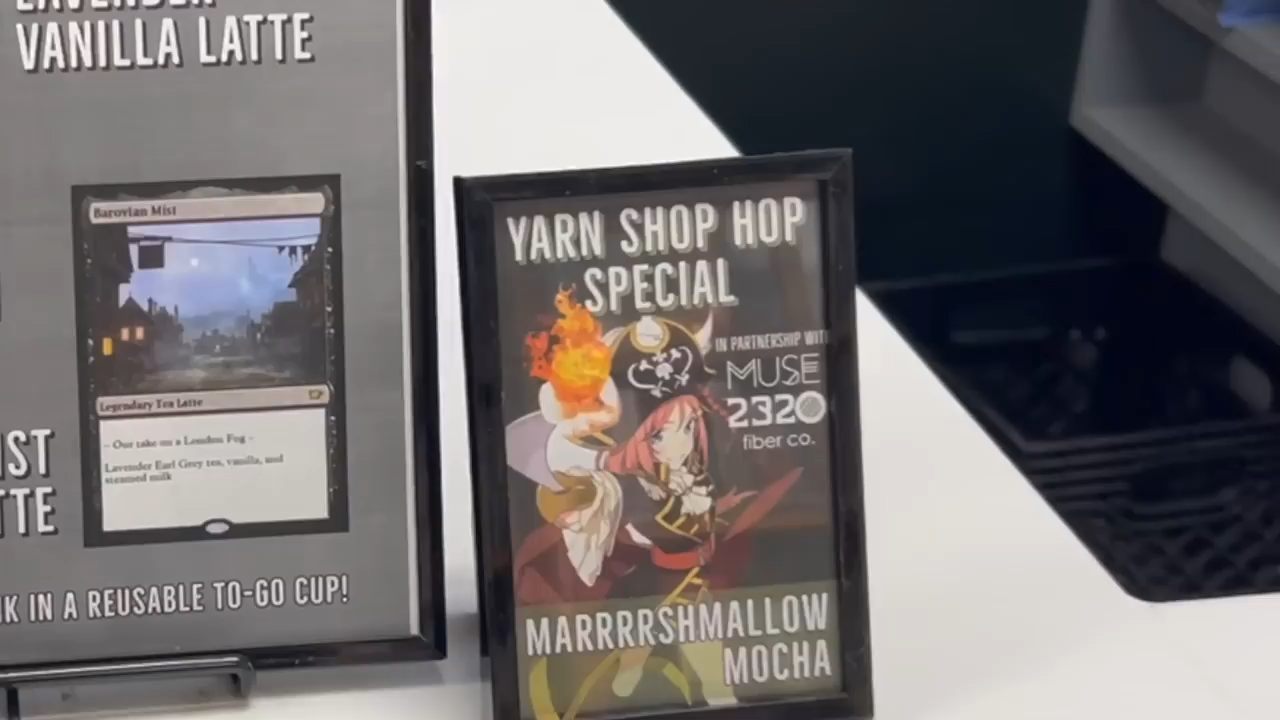 LAVENDER
VANILLA LATTE
Barovian Mist
Legendary Tea Latte
~ Our take on a London Fog ~
Lavender Earl Grey tea, vanilla, and
steamed milk
IST
TTE
K IN A REUSABLE TO-GO CUP!
YARN SHOP HOP
SPECIAL
IN PARTNERSHIP WITH
MUSE
2320
fiber co.
MARRRRSHMALLOW
MOCHA